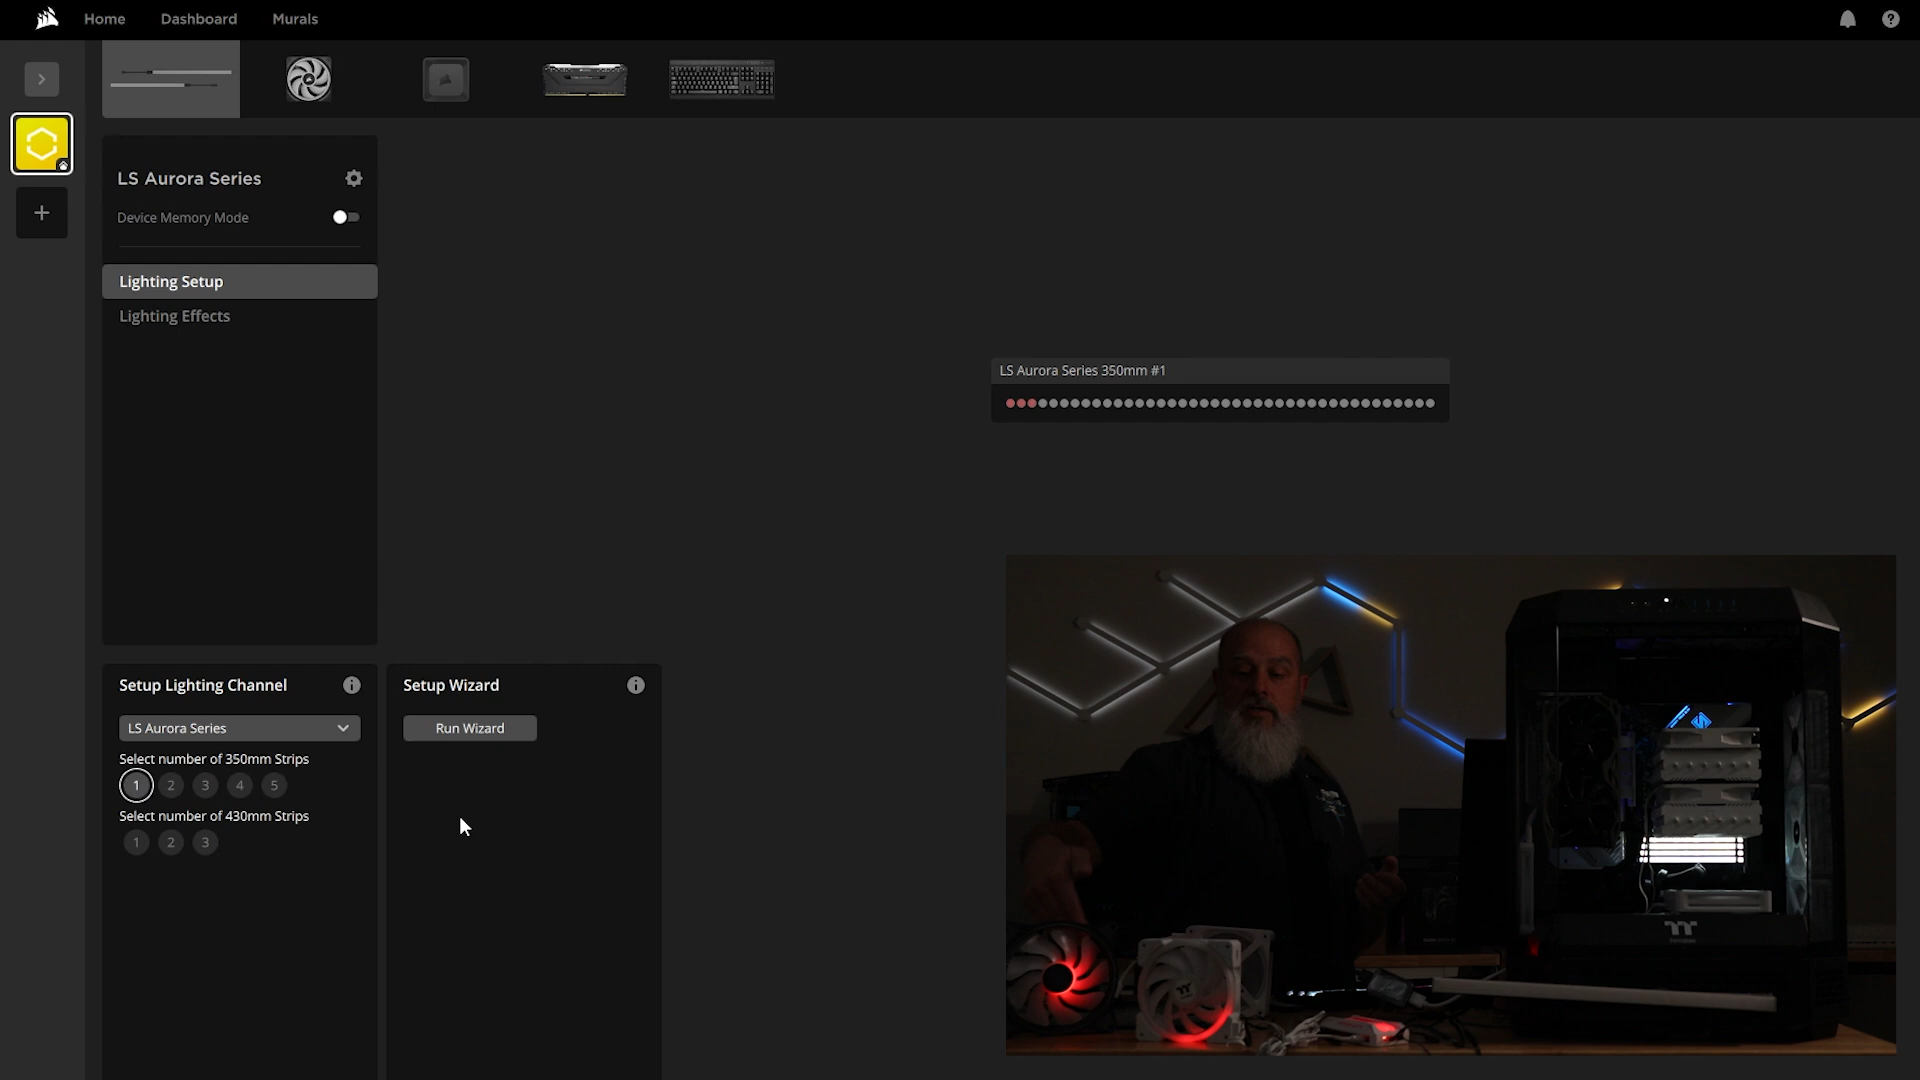 Home Dashboard Murals
LS Aurora Series
Device Memory Mode
Lighting Setup
Lighting Effects
LS Aurora Series 350mm #1
Setup Lighting Channel
LS Aurora Series
Select number of 350mm Strips
1 2 3 4 5
Select number of 430mm Strips
1 2 3
Setup Wizard
Run Wizard